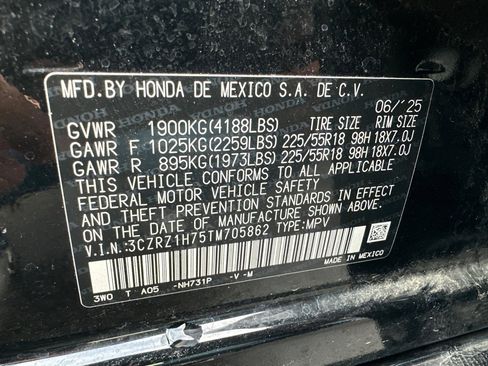 MFD.BY HONDA DE MEXICO S.A. DE C.V.
06/'25
GVWR 1900KG(4188LBS) TIRE SIZE RIM SIZE
GAWR F 1025KG(2259LBS) 225/55R18 98H 18X7.0J
GAWR R 895KG(1973LBS) 225/55R18 98H 18X7.0J
THIS VEHICLE CONFORMS TO ALL APPLICABLE
FEDERAL MOTOR VEHICLE SAFETY
AND THEFT PREVENTION STANDARDS IN EFFECT ON
THE DATE OF MANUFACTURE SHOWN ABOVE.
V.I.N:3CZRZ1H75TM705862 TYPE:MPV
3W0 T A05 -NH731P -V-M MADE IN MEXICO